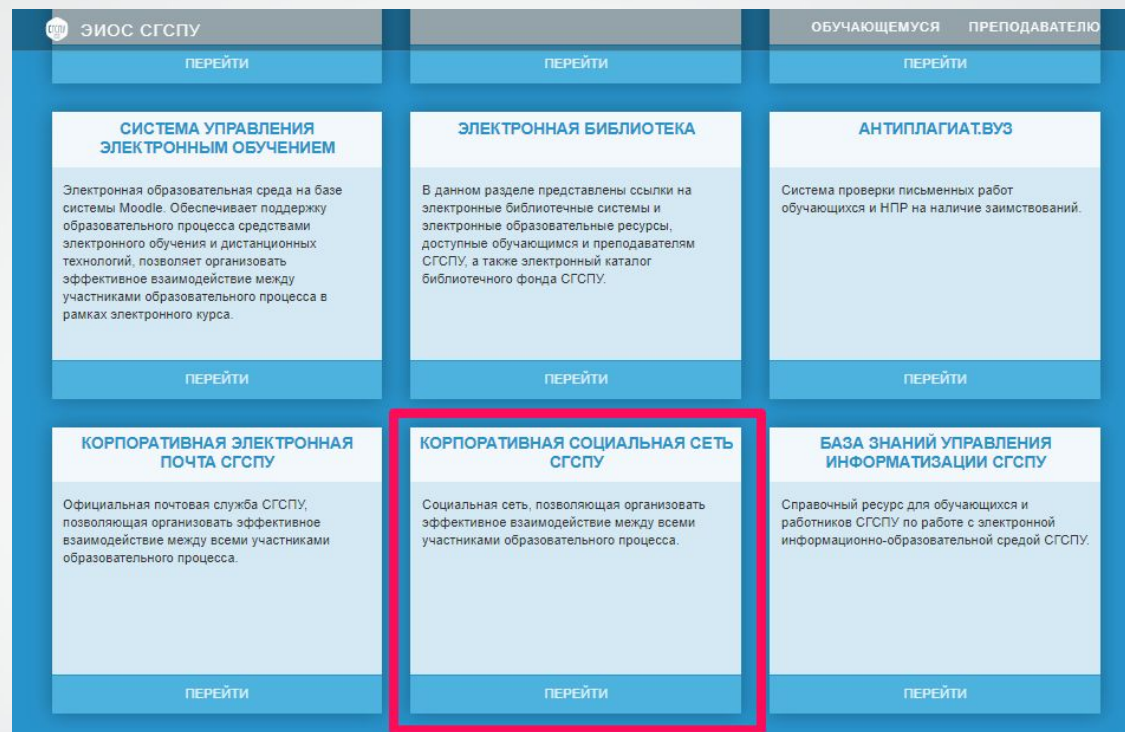 ЭИОС СГСПУ
ОБУЧАЮЩЕМУСЯ ПРЕПОДАВАТЕЛЮ
ПЕРЕЙТИ
ПЕРЕЙТИ
ПЕРЕЙТИ
СИСТЕМА УПРАВЛЕНИЯ
ЭЛЕКТРОННЫМ ОБУЧЕНИЕМ
Электронная образовательная среда на базе
системы Moodle. Обеспечивает поддержку
образовательного процесса средствами
электронного обучения и дистанционных
технологий, позволяет организовать
эффективное взаимодействие между
участниками образовательного процесса в
рамках электронного курса.
ПЕРЕЙТИ
ЭЛЕКТРОННАЯ БИБЛИОТЕКА
В данном разделе представлены ссылки на
электронные библиотечные системы и
электронные образовательные ресурсы,
доступные обучающимся и преподавателям
СГСПУ, а также электронный каталог
библиотечного фонда СГСПУ.
ПЕРЕЙТИ
АНТИПЛАГИАТ.ВУЗ
Система проверки письменных работ
обучающихся и НПР на наличие заимствований.
ПЕРЕЙТИ
КОРПОРАТИВНАЯ ЭЛЕКТРОННАЯ
ПОЧТА СГСПУ
Официальная почтовая служба СГСПУ,
позволяющая организовать эффективное
взаимодействие между всеми участниками
образовательного процесса.
ПЕРЕЙТИ
КОРПОРАТИВНАЯ СОЦИАЛЬНАЯ СЕТЬ
СГСПУ
Социальная сеть, позволяющая организовать
эффективное взаимодействие между всеми
участниками образовательного процесса.
ПЕРЕЙТИ
БАЗА ЗНАНИЙ УПРАВЛЕНИЯ
ИНФОРМАТИЗАЦИИ СГСПУ
Справочный ресурс для обучающихся и
работников СГСПУ по работе с электронной
информационно-образовательной средой СГСПУ.
ПЕРЕЙТИ